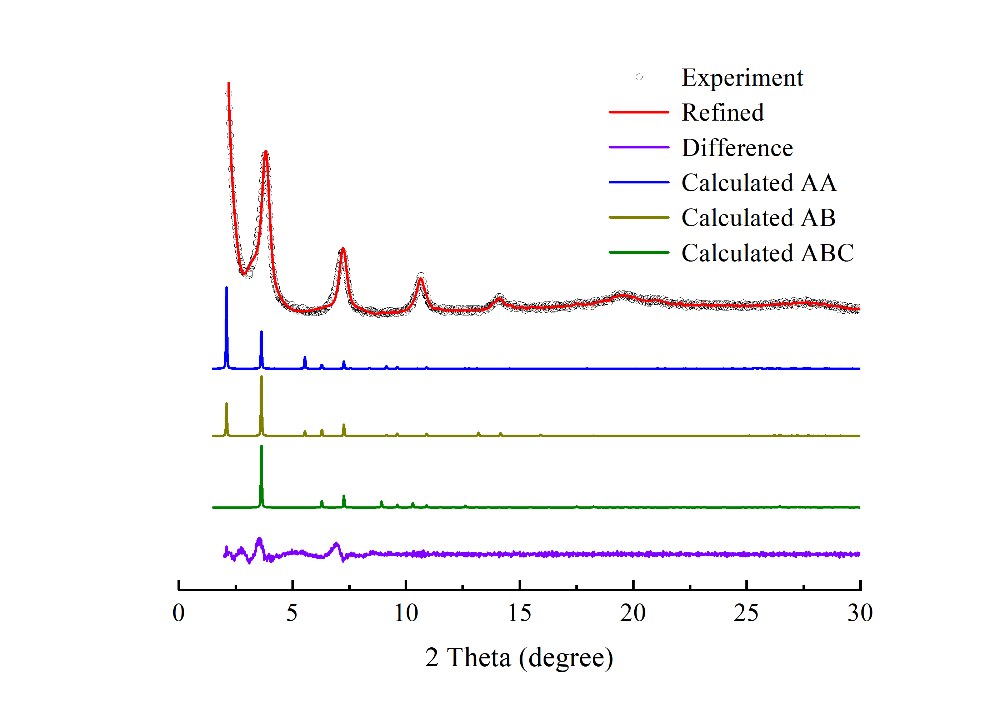 Experiment
Refined
Difference
Calculated AA
Calculated AB
Calculated ABC
0 5 10 15 20 25 30
2 Theta (degree)